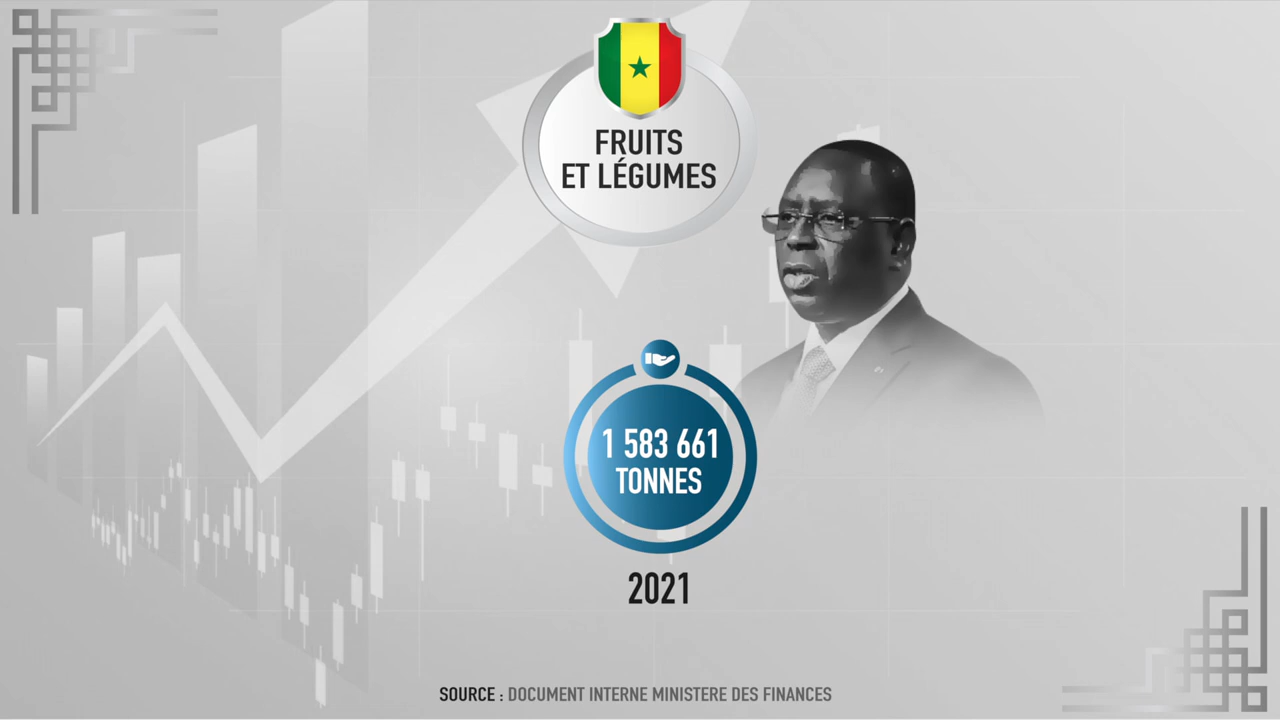 FRUITS
ET LÉGUMES
1 583 661
TONNES
2021
SOURCE : DOCUMENT INTERNE MINISTERE DES FINANCES